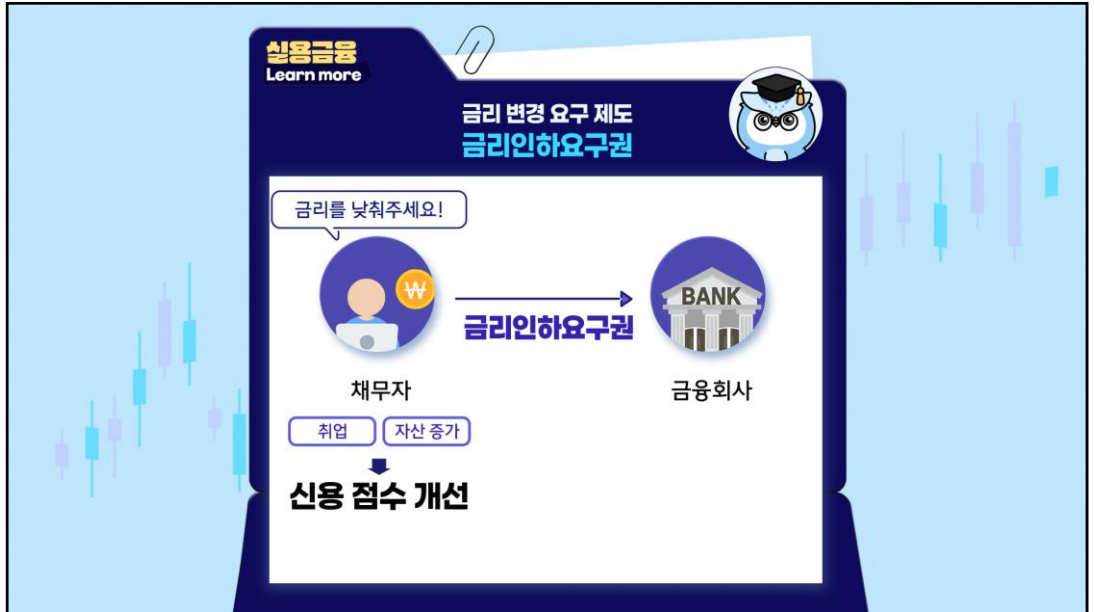 실용금융
Learn more
금리 변경 요구 제도
금리인하요구권
금리를 낮춰주세요!
₩
BANK
금리인하요구권
채무자
금융회사
취업
자산 증가
신용 점수 개선